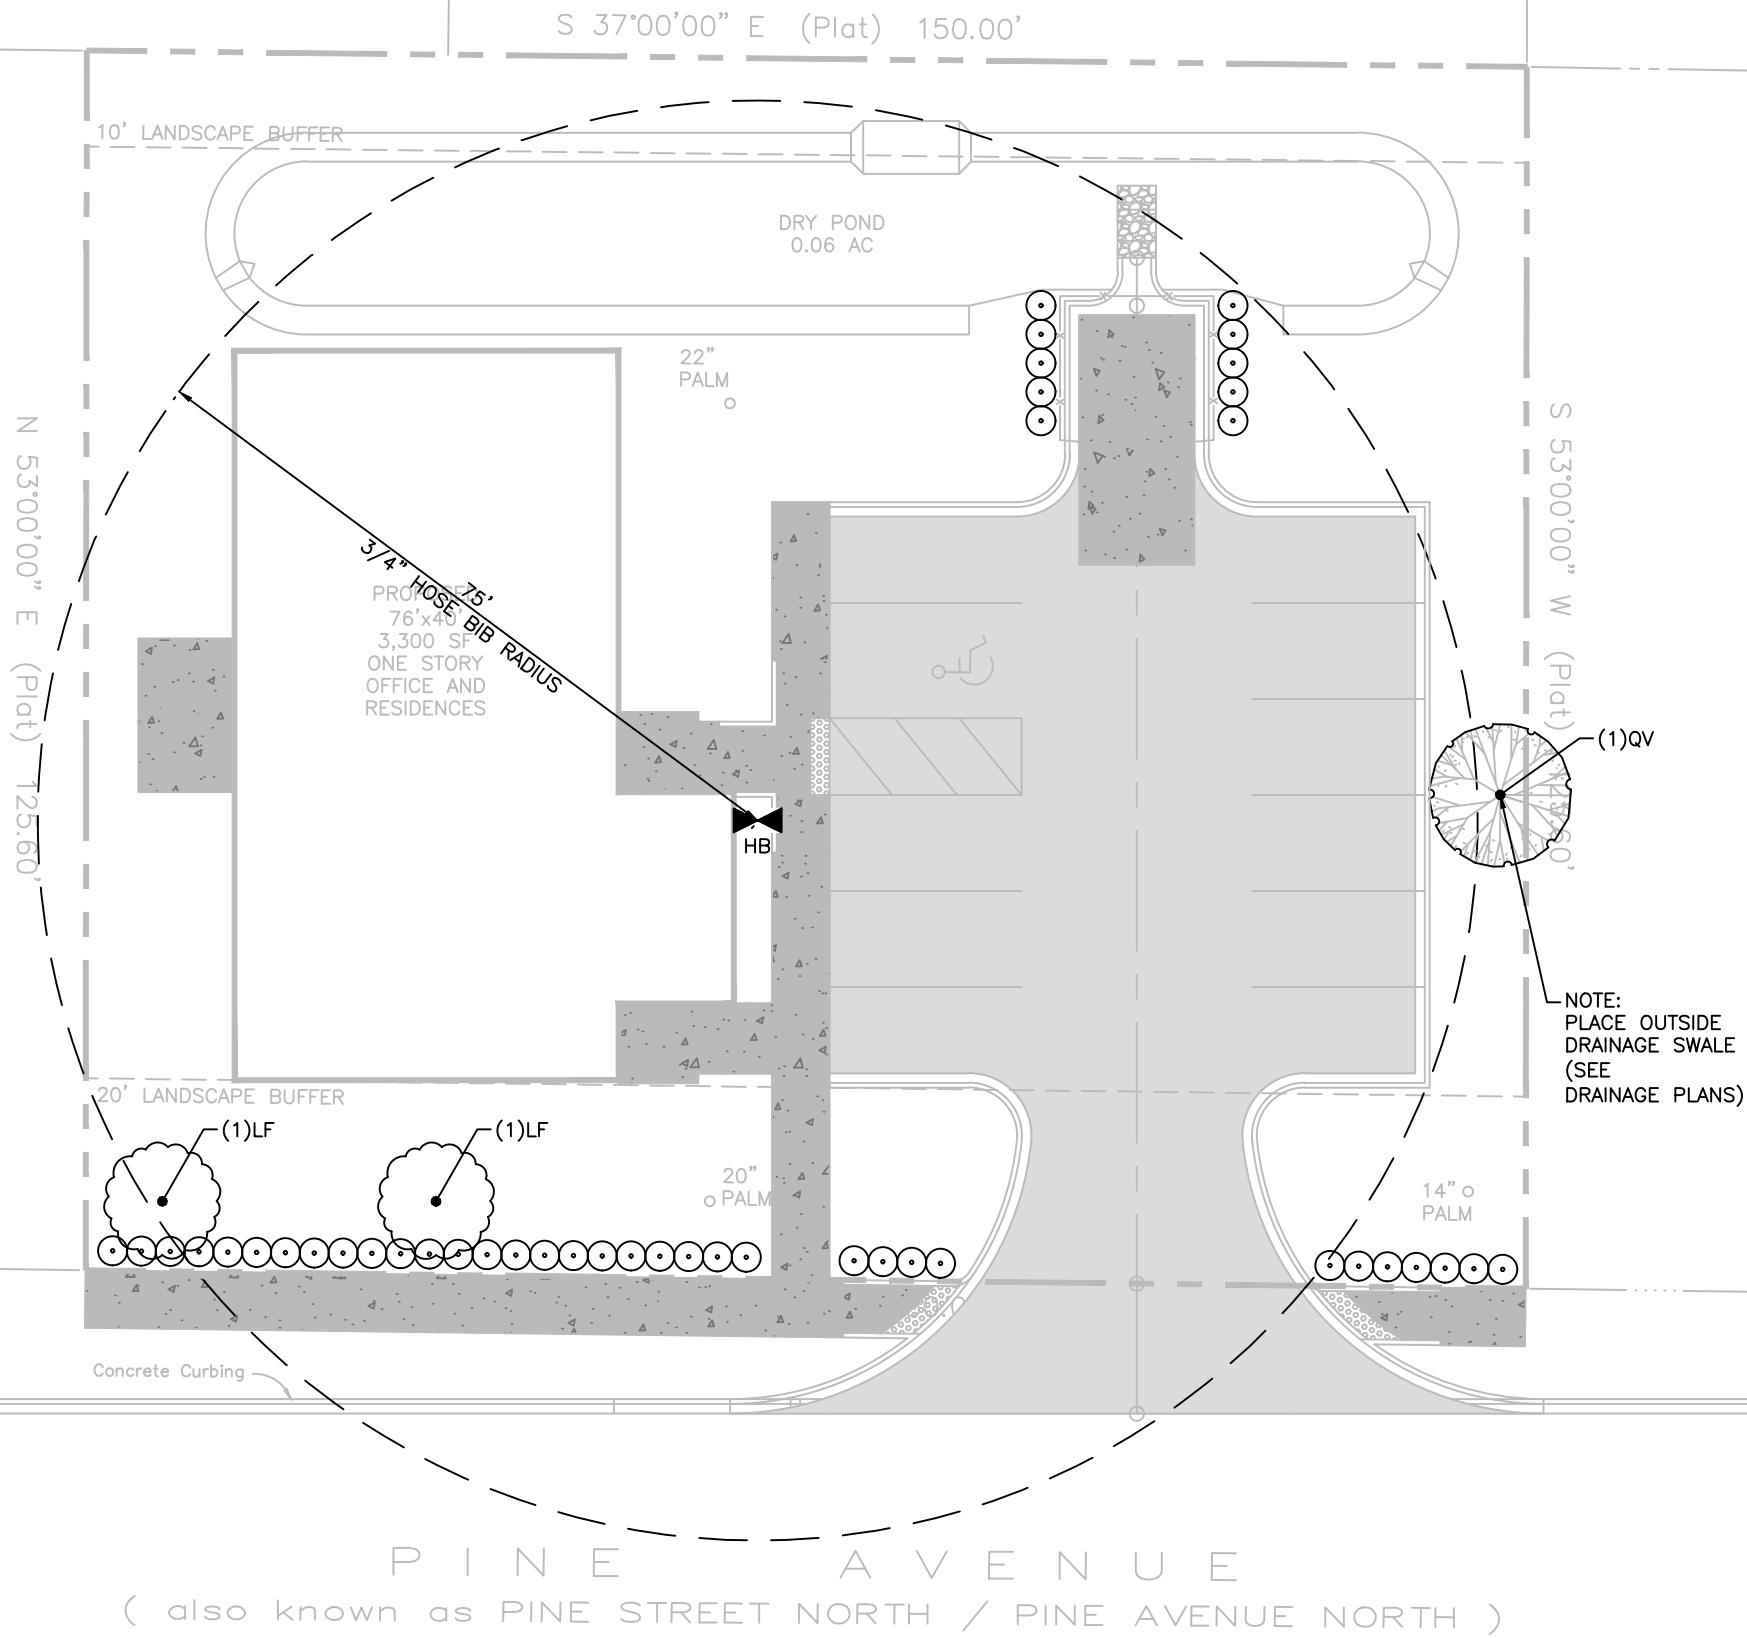 S 37°00'00" E (Plat) 150.00'
10' LANDSCAPE BUFFER
DRY POND
0.06 AC
22"
PALM
N 53°00'00" E (Plat) 125.60'
S 53°00'00" W (Plat)
75'
3/4" HOSE BIB RADIUS
76'x40'
3,300 SF
ONE STORY
OFFICE AND
RESIDENCES
HB
(1)QV
NOTE:
PLACE OUTSIDE
DRAINAGE SWALE
(SEE
DRAINAGE PLANS)
20' LANDSCAPE BUFFER
(1)LF
(1)LF
20"
PALM
14"
PALM
Concrete Curbing
PINE AVENUE
( also known as PINE STREET NORTH / PINE AVENUE NORTH )